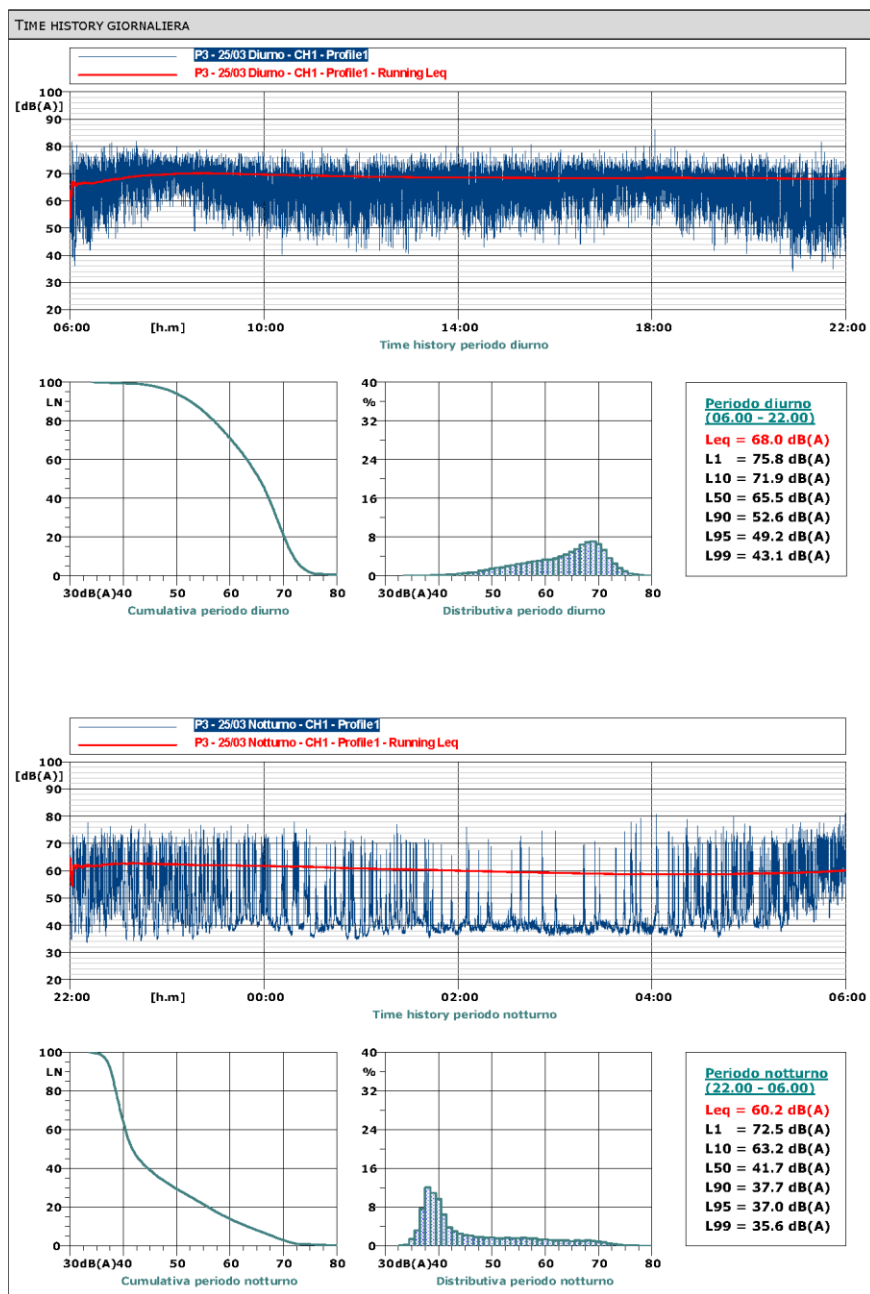 TIME HISTORY GIORNALIERA
P3 - 25/03 Diurno - CH1 - Profile1
P3 - 25/03 Diurno - CH1 - Profile1 - Running Leq
100
[dB(A)]
90
80
70
60
50
40
30
20
06:00 [h.m] 10:00 14:00 18:00 22:00
Time history periodo diurno
100
LN
80
60
40
20
0
30dB(A)40 50 60 70 80
Cumulativa periodo diurno
40
%
32
24
16
8
0
30dB(A)40 50 60 70 80
Distributiva periodo diurno
Periodo diurno
(06.00 - 22.00)
Leq = 68.0 dB(A)
L1 = 75.8 dB(A)
L10 = 71.9 dB(A)
L50 = 65.5 dB(A)
L90 = 52.6 dB(A)
L95 = 49.2 dB(A)
L99 = 43.1 dB(A)
P3 - 25/03 Notturno - CH1 - Profile1
P3 - 25/03 Notturno - CH1 - Profile1 - Running Leq
100
[dB(A)]
90
80
70
60
50
40
30
20
22:00 [h.m] 00:00 02:00 04:00 06:00
Time history periodo notturno
100
LN
80
60
40
20
0
30dB(A)40 50 60 70 80
Cumulativa periodo notturno
40
%
32
24
16
8
0
30dB(A)40 50 60 70 80
Distributiva periodo notturno
Periodo notturno
(22.00 - 06.00)
Leq = 60.2 dB(A)
L1 = 72.5 dB(A)
L10 = 63.2 dB(A)
L50 = 41.7 dB(A)
L90 = 37.7 dB(A)
L95 = 37.0 dB(A)
L99 = 35.6 dB(A)